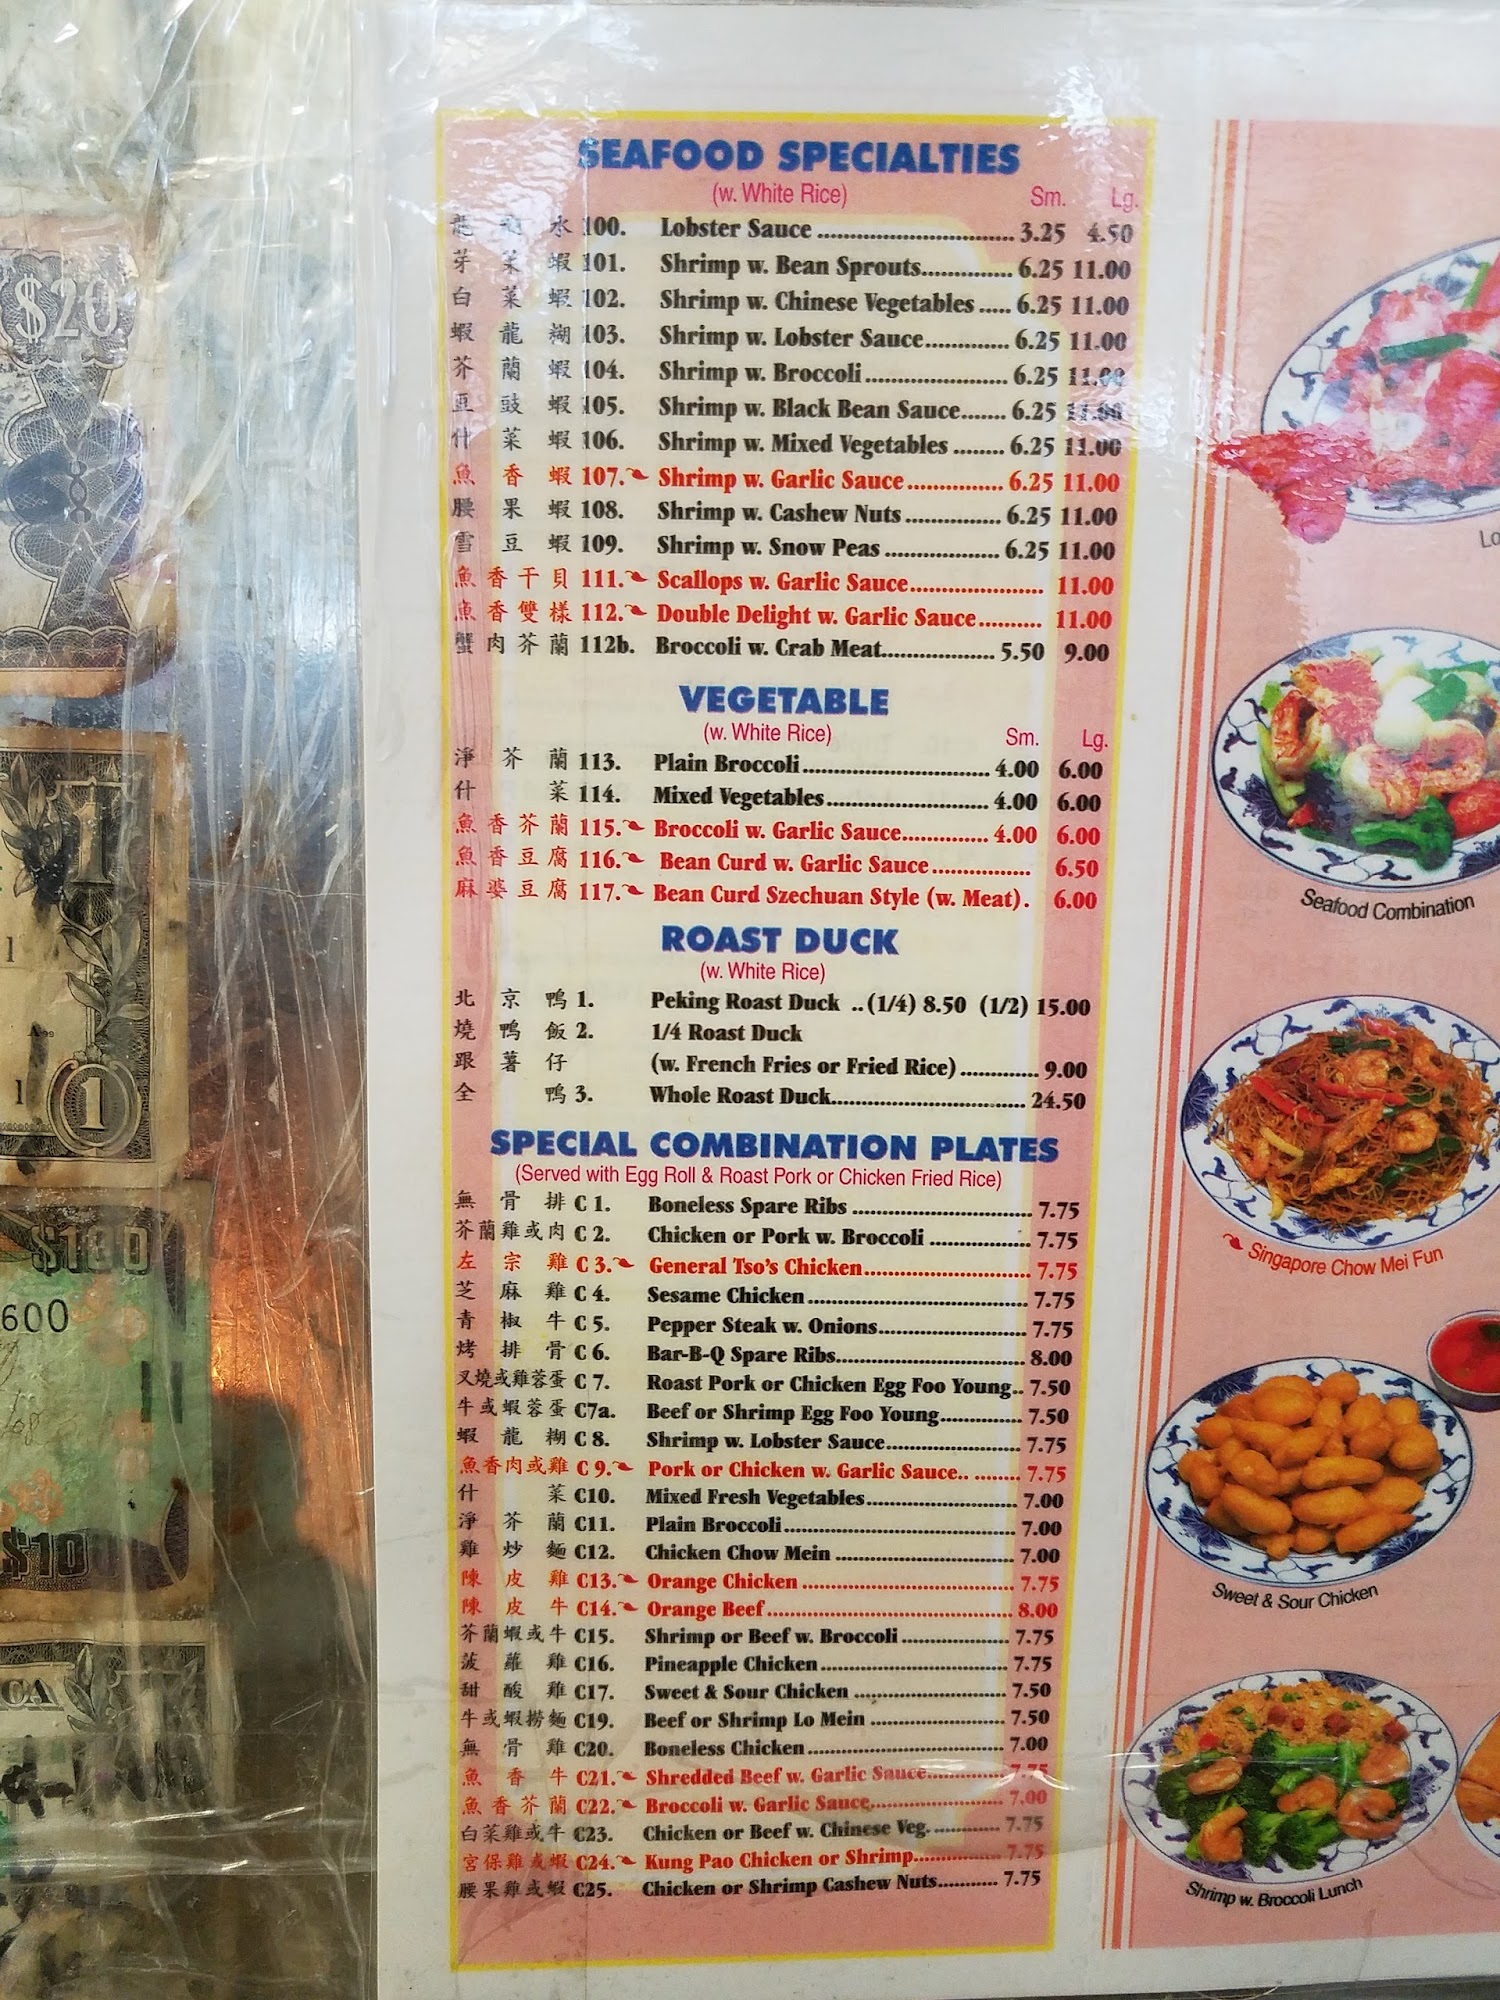 $20
1
1
1
1
$100
600
$100
CA
SEAFOOD SPECIALTIES
(w. White Rice) Sm. Lg.
水 100. Lobster Sauce 3.25 4.50
芽菜蝦 101. Shrimp w. Bean Sprouts 6.25 11.00
白菜蝦 102. Shrimp w. Chinese Vegetables 6.25 11.00
蝦龍糊 103. Shrimp w. Lobster Sauce 6.25 11.00
芥蘭蝦 104. Shrimp w. Broccoli 6.25 11.00
豆豉蝦 105. Shrimp w. Black Bean Sauce 6.25 11.00
什菜蝦 106. Shrimp w. Mixed Vegetables 6.25 11.00
魚香蝦 107. Shrimp w. Garlic Sauce 6.25 11.00
腰果蝦 108. Shrimp w. Cashew Nuts 6.25 11.00
雪豆蝦 109. Shrimp w. Snow Peas 6.25 11.00
魚香干貝 111. Scallops w. Garlic Sauce 11.00
魚香雙樣 112. Double Delight w. Garlic Sauce 11.00
蟹肉芥蘭 112b. Broccoli w. Crab Meat 5.50 9.00
VEGETABLE
(w. White Rice) Sm. Lg.
淨芥蘭 113. Plain Broccoli 4.00 6.00
什菜 114. Mixed Vegetables 4.00 6.00
魚香芥蘭 115. Broccoli w. Garlic Sauce 4.00 6.00
魚香豆腐 116. Bean Curd w. Garlic Sauce 6.50
麻婆豆腐 117. Bean Curd Szechuan Style (w. Meat). 6.00
ROAST DUCK
(w. White Rice)
北京鴨 1. Peking Roast Duck ..(1/4) 8.50 (1/2) 15.00
燒鴨飯 2. 1/4 Roast Duck
跟薯仔 (w. French Fries or Fried Rice) 9.00
全鴨 3. Whole Roast Duck 24.50
SPECIAL COMBINATION PLATES
(Served with Egg Roll & Roast Pork or Chicken Fried Rice)
無骨排 C 1. Boneless Spare Ribs 7.75
芥蘭雞或肉 C 2. Chicken or Pork w. Broccoli 7.75
左宗雞 C 3. General Tso's Chicken 7.75
芝麻雞 C 4. Sesame Chicken 7.75
青椒牛 C 5. Pepper Steak w. Onions 7.75
烤排骨 C 6. Bar-B-Q Spare Ribs 8.00
叉燒或雞蓉蛋 C 7. Roast Pork or Chicken Egg Foo Young.. 7.50
牛或蝦蓉蛋 C7a. Beef or Shrimp Egg Foo Young 7.50
蝦龍糊 C 8. Shrimp w. Lobster Sauce 7.75
魚香肉或雞 C 9. Pork or Chicken w. Garlic Sauce 7.75
什菜 C10. Mixed Fresh Vegetables 7.00
淨芥蘭 C11. Plain Broccoli 7.00
雞炒麵 C12. Chicken Chow Mein 7.00
陳皮雞 C13. Orange Chicken 7.75
陳皮牛 C14. Orange Beef 8.00
芥蘭蝦或牛 C15. Shrimp or Beef w. Broccoli 7.75
菠蘿雞 C16. Pineapple Chicken 7.75
甜酸雞 C17. Sweet & Sour Chicken 7.50
牛或蝦撈麵 C19. Beef or Shrimp Lo Mein 7.50
無骨雞 C20. Boneless Chicken 7.00
魚香牛 C21. Shredded Beef w. Garlic Sauce 7.75
魚香芥蘭 C22. Broccoli w. Garlic Sauce 7.00
白菜雞或牛 C23. Chicken or Beef w. Chinese Veg. 7.75
宮保雞或蝦 C24. Kung Pao Chicken or Shrimp 7.75
腰果雞或蝦 C25. Chicken or Shrimp Cashew Nuts 7.75
Lo
Seafood Combination
Singapore Chow Mei Fun
Sweet & Sour Chicken
Shrimp w. Broccoli Lunch